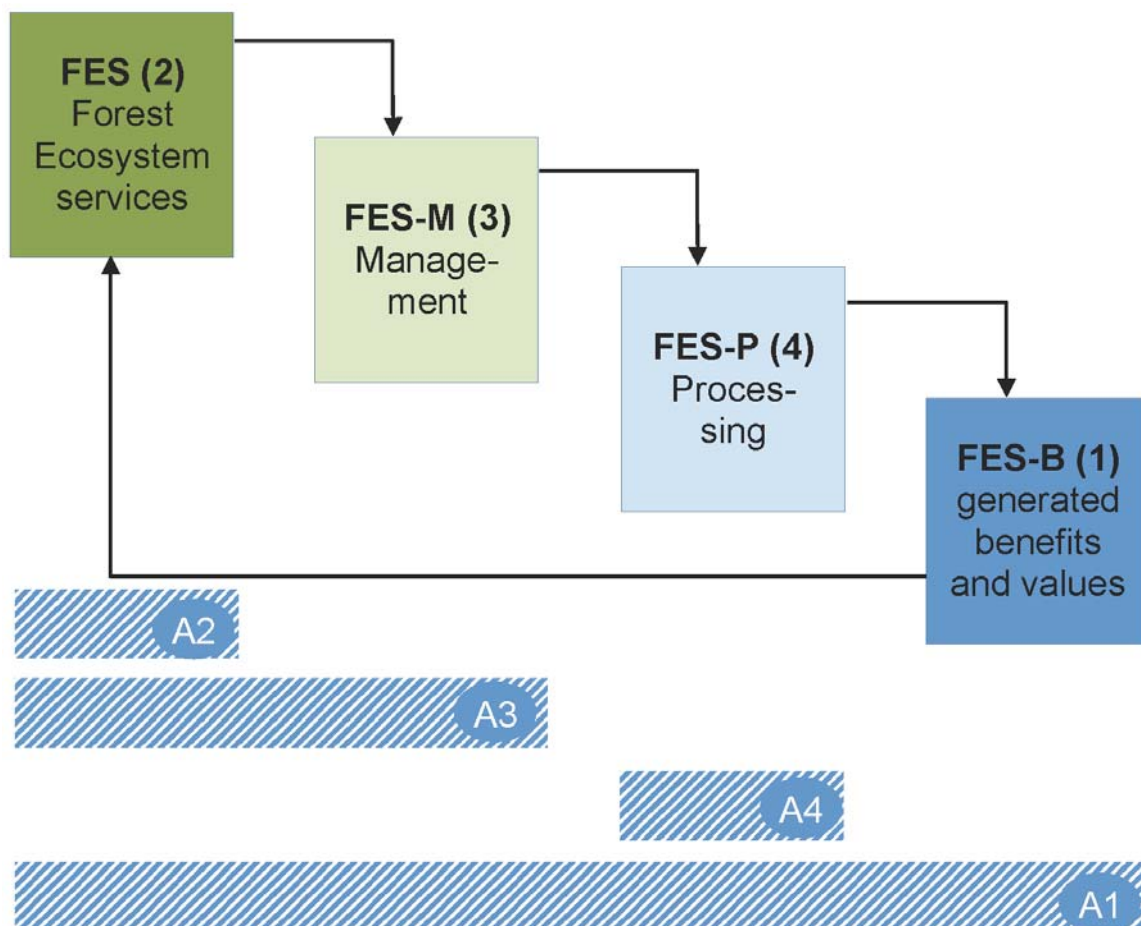 FES (2)
Forest
Ecosystem
services
FES-M (3)
Manage-
ment
FES-P (4)
Proces-
sing
FES-B (1)
generated
benefits
and values
A2
A3
A4
A1